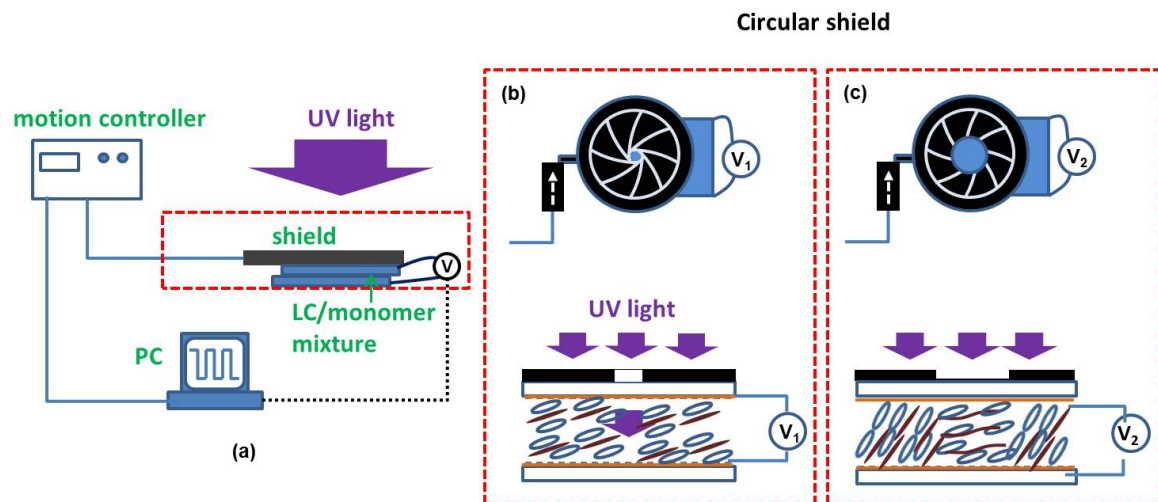 Circular shield
motion controller
UV light
shield
V
LC/monomer
mixture
PC
(a)
(b)
V1
UV light
V1
(c)
V2
V2